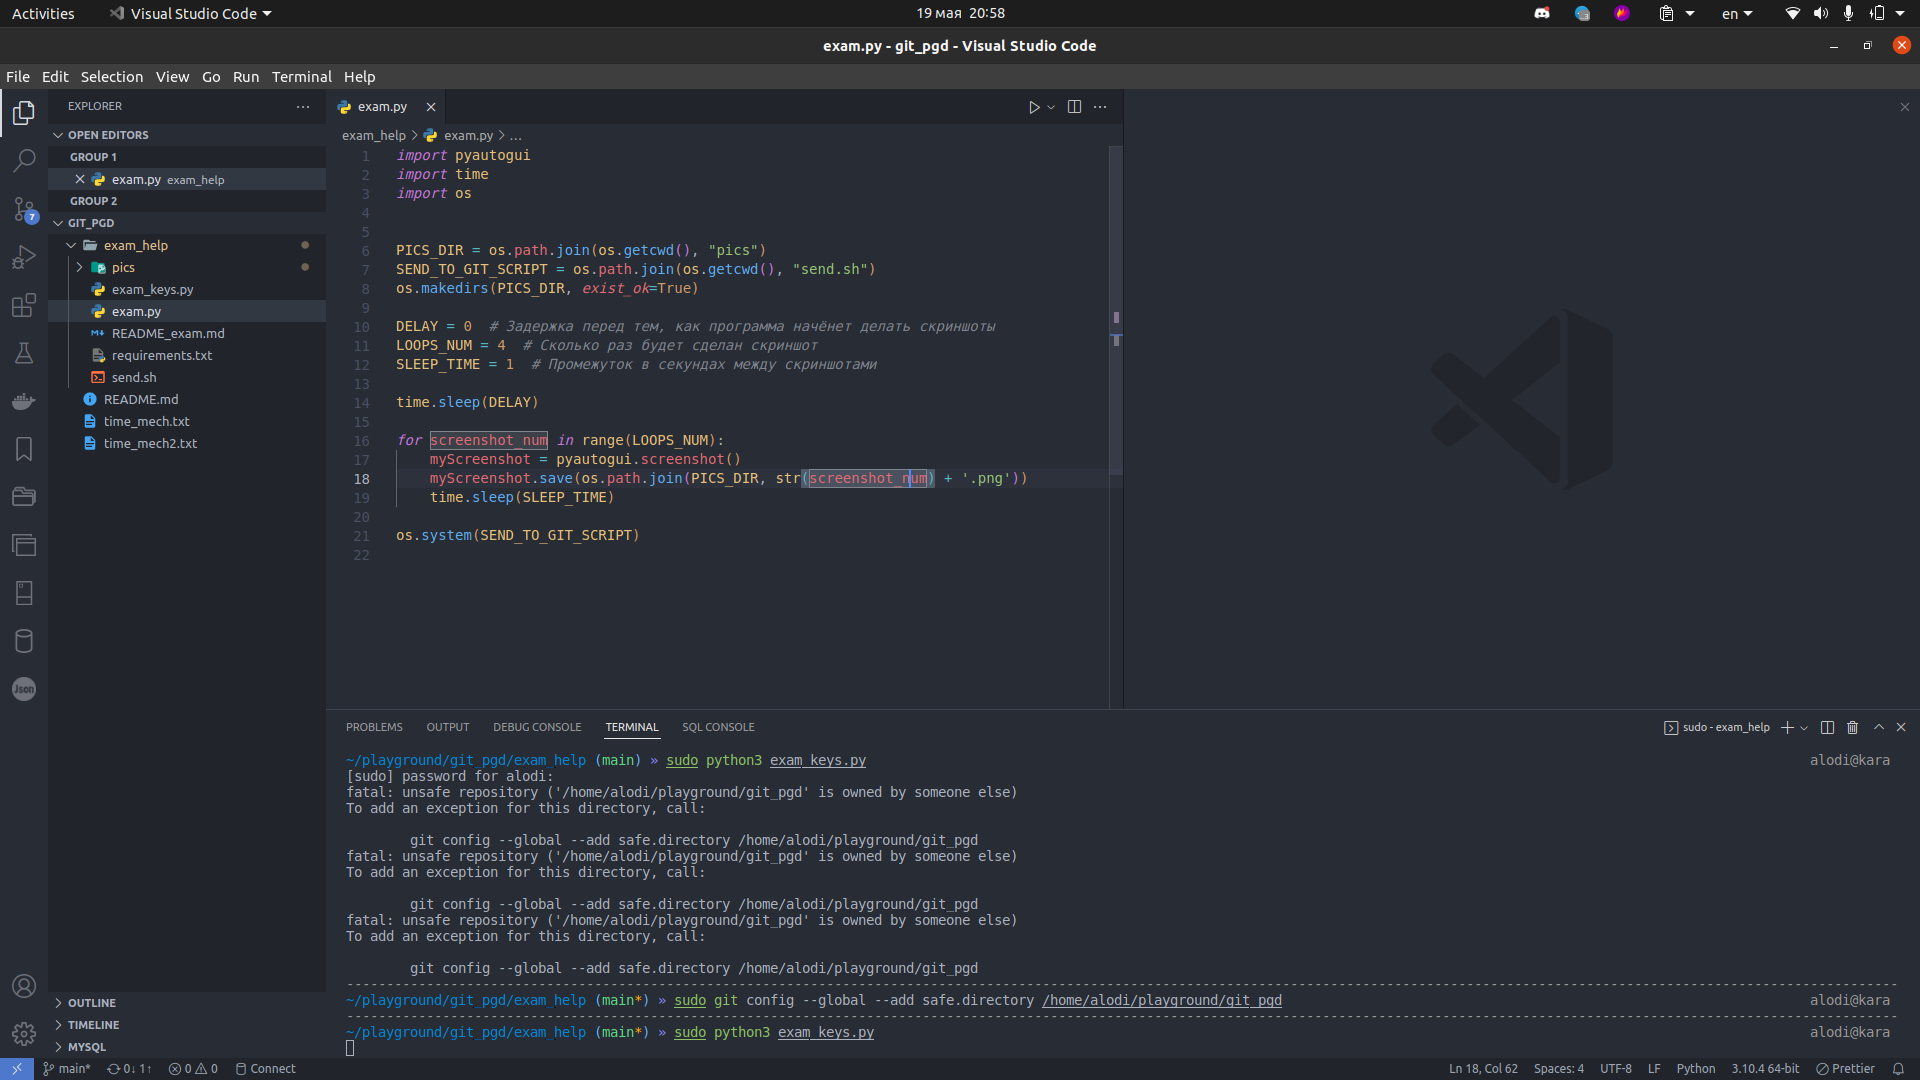 Activities Visual Studio Code 19 мая 20:58 en
exam.py - git_pgd - Visual Studio Code
File Edit Selection View Go Run Terminal Help
EXPLORER
OPEN EDITORS
GROUP 1
exam.py exam_help
GROUP 2
GIT_PGD
exam_help
pics
exam_keys.py
exam.py
README_exam.md
requirements.txt
send.sh
README.md
time_mech.txt
time_mech2.txt
OUTLINE
TIMELINE
MYSQL
7
Json
exam.py
exam_help > exam.py > ...
1 import pyautogui
2 import time
3 import os
4
5
6 PICS_DIR = os.path.join(os.getcwd(), "pics")
7 SEND_TO_GIT_SCRIPT = os.path.join(os.getcwd(), "send.sh")
8 os.makedirs(PICS_DIR, exist_ok=True)
9
10 DELAY = 0  # Задержка перед тем, как программа начёнет делать скриншоты
11 LOOPS_NUM = 4  # Сколько раз будет сделан скриншот
12 SLEEP_TIME = 1  # Промежуток в секундах между скриншотами
13
14 time.sleep(DELAY)
15
16 for screenshot_num in range(LOOPS_NUM):
17     myScreenshot = pyautogui.screenshot()
18     myScreenshot.save(os.path.join(PICS_DIR, str(screenshot_num) + '.png'))
19     time.sleep(SLEEP_TIME)
20
21 os.system(SEND_TO_GIT_SCRIPT)
22
PROBLEMS OUTPUT DEBUG CONSOLE TERMINAL SQL CONSOLE sudo - exam_help
~/playground/git_pgd/exam_help (main) » sudo python3 exam_keys.py alodi@kara
[sudo] password for alodi:
fatal: unsafe repository ('/home/alodi/playground/git_pgd' is owned by someone else)
To add an exception for this directory, call:
git config --global --add safe.directory /home/alodi/playground/git_pgd
fatal: unsafe repository ('/home/alodi/playground/git_pgd' is owned by someone else)
To add an exception for this directory, call:
git config --global --add safe.directory /home/alodi/playground/git_pgd
fatal: unsafe repository ('/home/alodi/playground/git_pgd' is owned by someone else)
To add an exception for this directory, call:
git config --global --add safe.directory /home/alodi/playground/git_pgd
~/playground/git_pgd/exam_help (main*) » sudo git config --global --add safe.directory /home/alodi/playground/git_pgd alodi@kara
~/playground/git_pgd/exam_help (main*) » sudo python3 exam_keys.py alodi@kara
main* 0↓ 1↑ 0 0 Connect Ln 18, Col 62 Spaces: 4 UTF-8 LF Python 3.10.4 64-bit Prettier